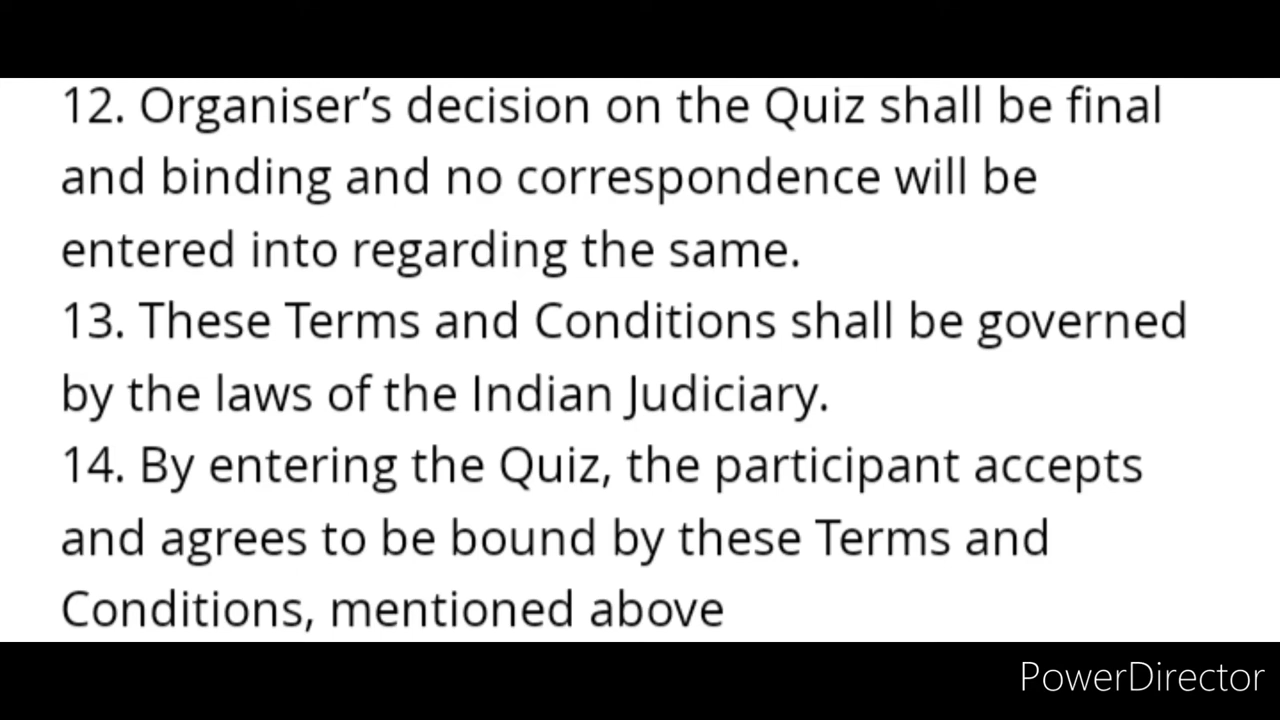 12. Organiser’s decision on the Quiz shall be final
and binding and no correspondence will be
entered into regarding the same.
13. These Terms and Conditions shall be governed
by the laws of the Indian Judiciary.
14. By entering the Quiz, the participant accepts
and agrees to be bound by these Terms and
Conditions, mentioned above
PowerDirector